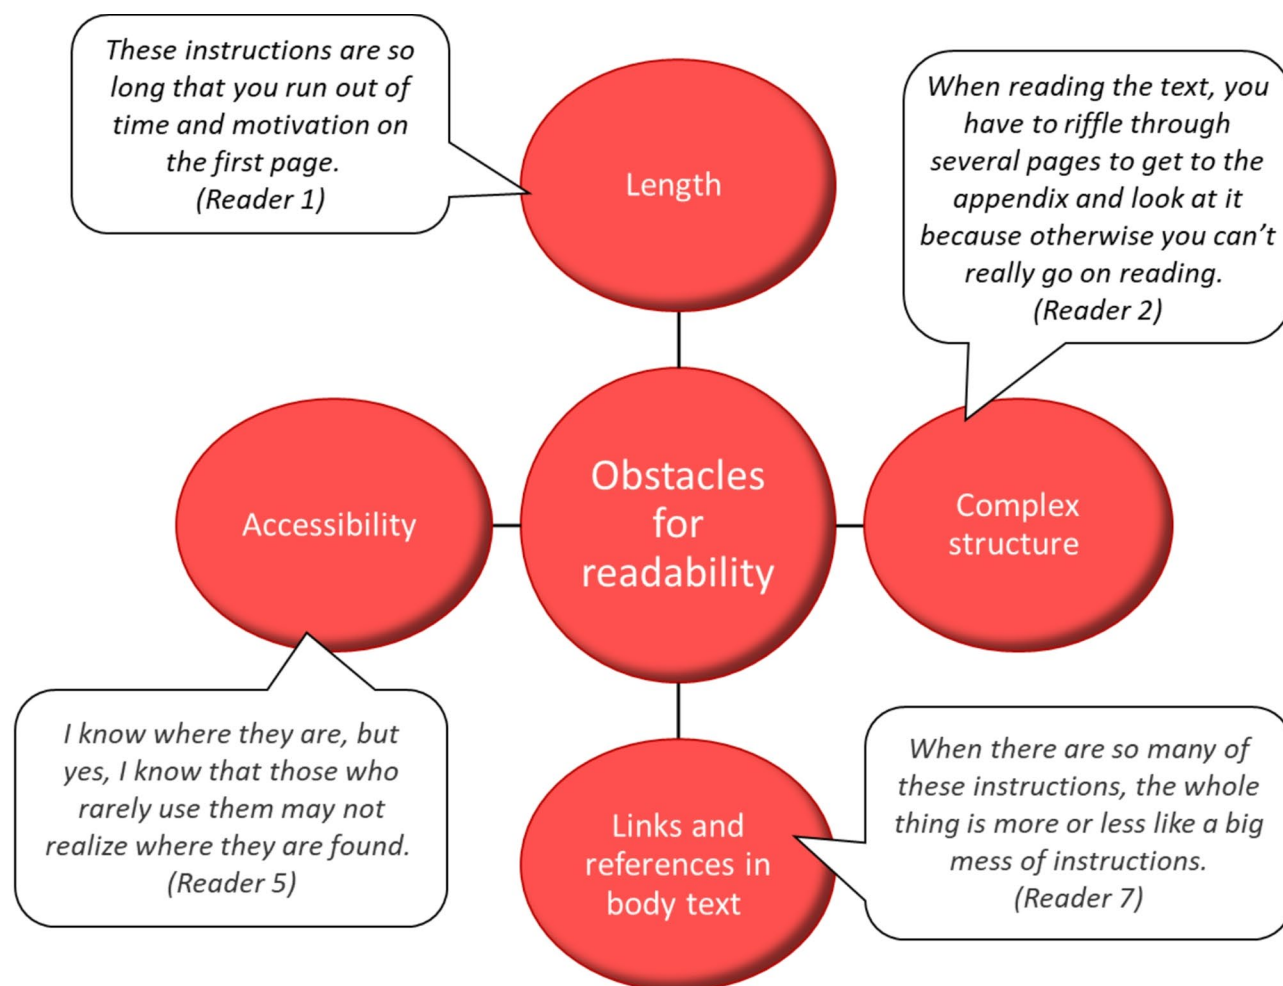 These instructions are so
long that you run out of
time and motivation on
the first page.
(Reader 1)
Length
When reading the text, you
have to riffle through
several pages to get to the
appendix and look at it
because otherwise you can’t
really go on reading.
(Reader 2)
Accessibility
Obstacles
for
readability
Complex
structure
I know where they are, but
yes, I know that those who
rarely use them may not
realize where they are found.
(Reader 5)
Links and
references in
body text
When there are so many of
these instructions, the whole
thing is more or less like a big
mess of instructions.
(Reader 7)